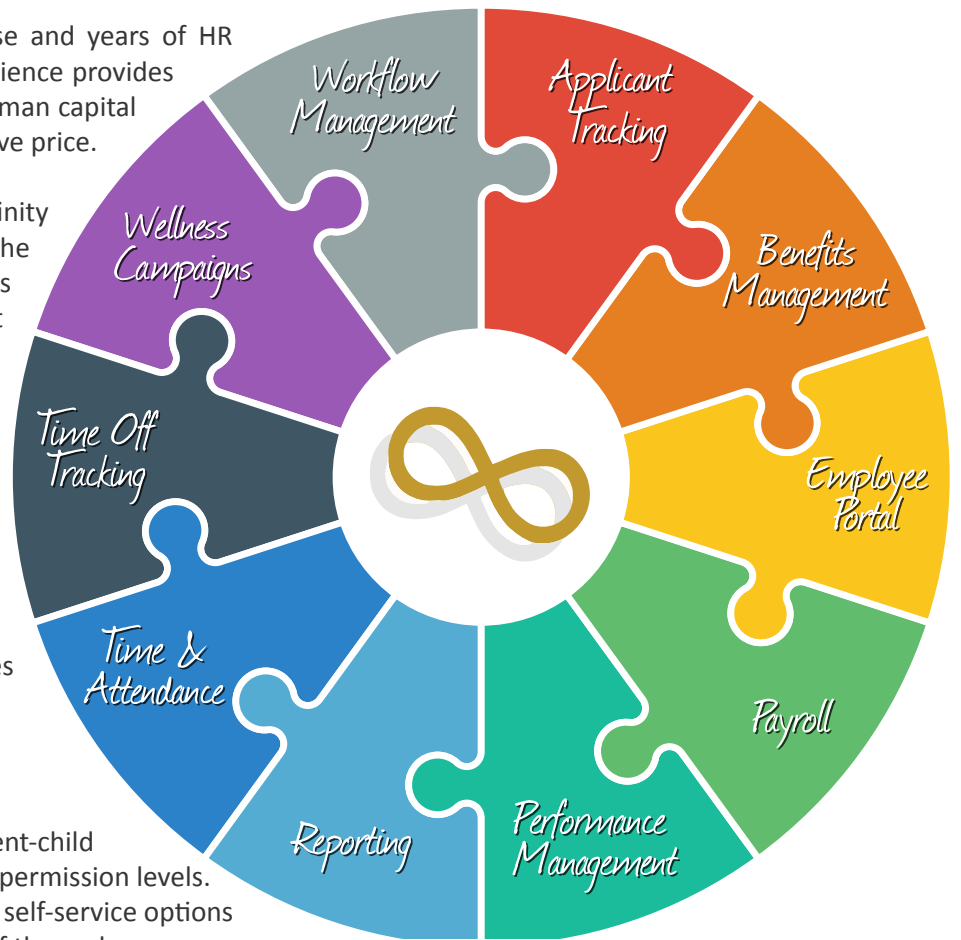 se and years of HR
ience provides
man capital
ve price.
inity
he
s
t
es
ent-child
permission levels.
self-service options
Workflow
Management
Applicant
Tracking
Benefits
Management
Employee
Portal
Payroll
Performance
Management
Reporting
Time &
Attendance
Time Off
Tracking
Wellness
Campaigns